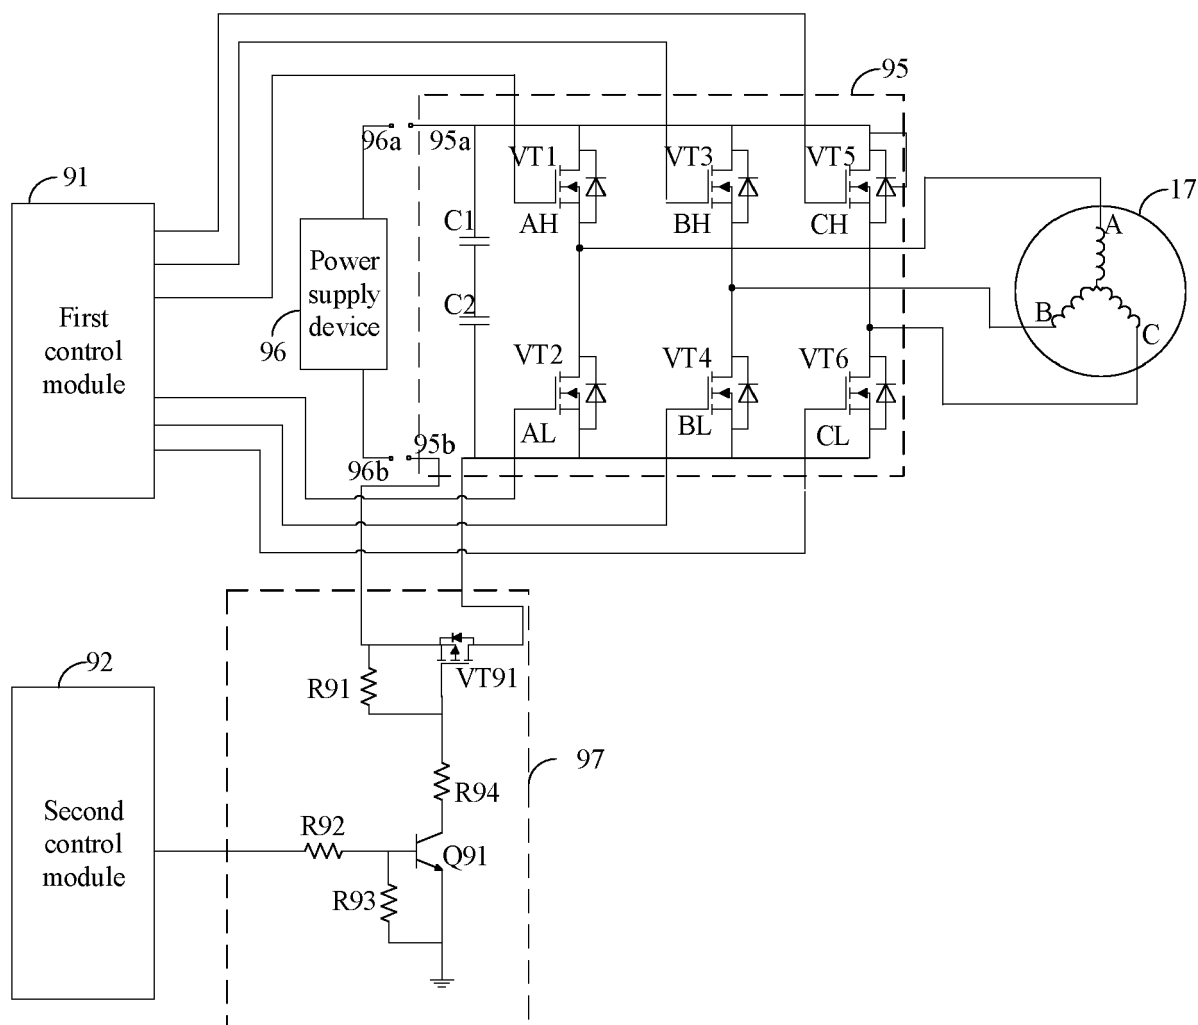 95
96a
95a
VT1
VT3
VT5
91
17
C1
AH
BH
CH
A
Power
supply
device
First
control
module
C2
B
C
96
VT2
VT4
VT6
AL
BL
CL
95b
96b
92
R91
VT91
97
R94
Second
control
module
R92
Q91
R93